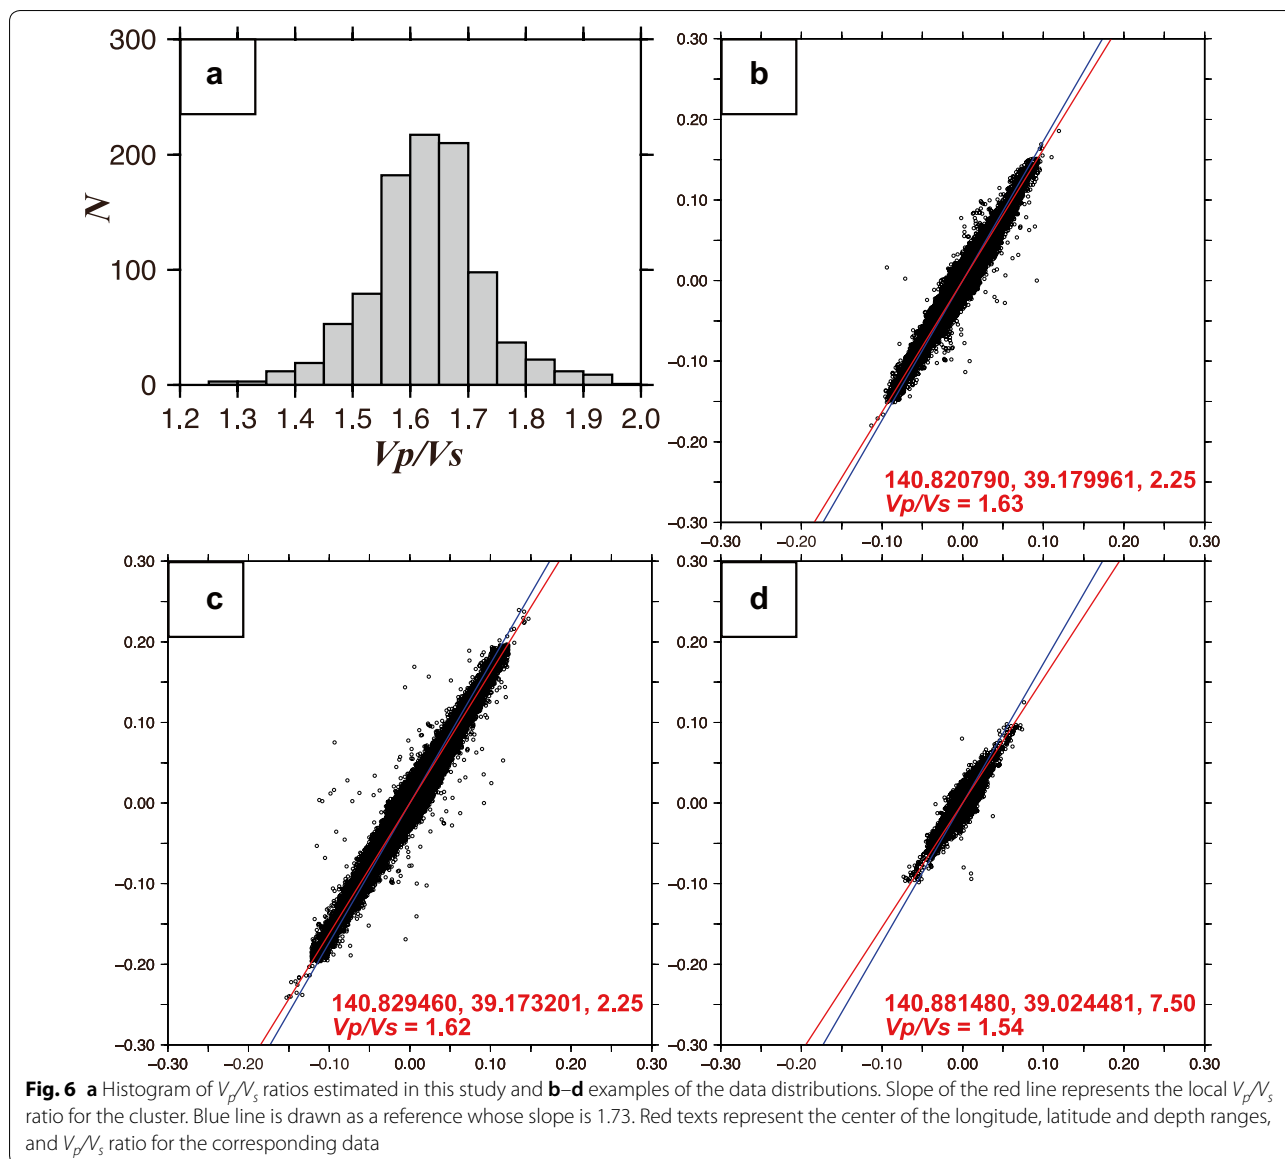 300
200
100
0
N
a
1.2 1.3 1.4 1.5 1.6 1.7 1.8 1.9 2.0
Vp/Vs
0.30
0.20
0.10
0.00
−0.10
−0.20
−0.30
b
140.820790, 39.179961, 2.25
Vp/Vs = 1.63
−0.30 −0.20 −0.10 0.00 0.10 0.20 0.30
0.30
0.20
0.10
0.00
−0.10
−0.20
−0.30
c
140.829460, 39.173201, 2.25
Vp/Vs = 1.62
−0.30 −0.20 −0.10 0.00 0.10 0.20 0.30
0.30
0.20
0.10
0.00
−0.10
−0.20
−0.30
d
140.881480, 39.024481, 7.50
Vp/Vs = 1.54
−0.30 −0.20 −0.10 0.00 0.10 0.20 0.30
Fig. 6 a Histogram of Vp/Vs ratios estimated in this study and b–d examples of the data distributions. Slope of the red line represents the local Vp/Vs
ratio for the cluster. Blue line is drawn as a reference whose slope is 1.73. Red texts represent the center of the longitude, latitude and depth ranges,
and Vp/Vs ratio for the corresponding data